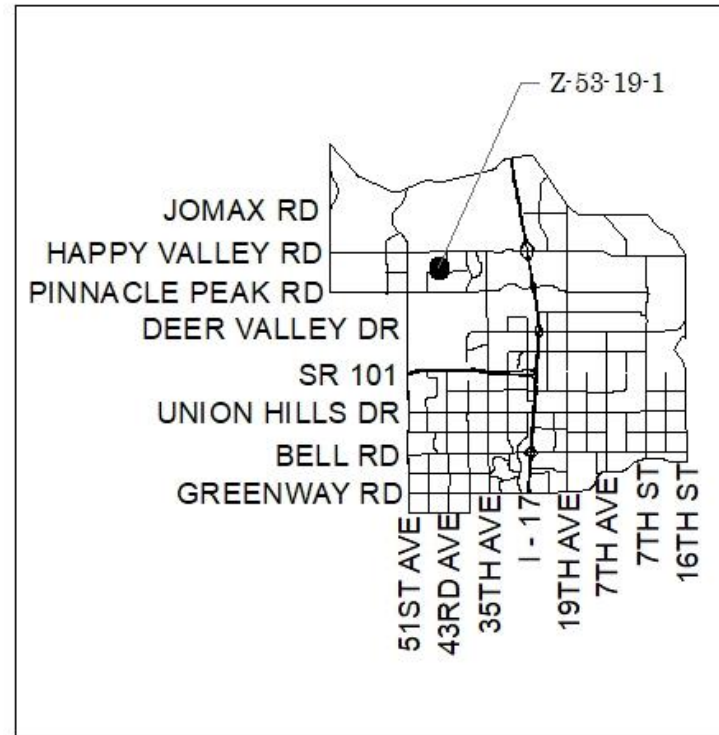 Z-53-19-1
JOMAX RD
HAPPY VALLEY RD
PINNACLE PEAK RD
DEER VALLEY DR
SR 101
UNION HILLS DR
BELL RD
GREENWAY RD
51ST AVE
43RD AVE
35TH AVE
I - 17
19TH AVE
7TH AVE
7TH ST
16TH ST